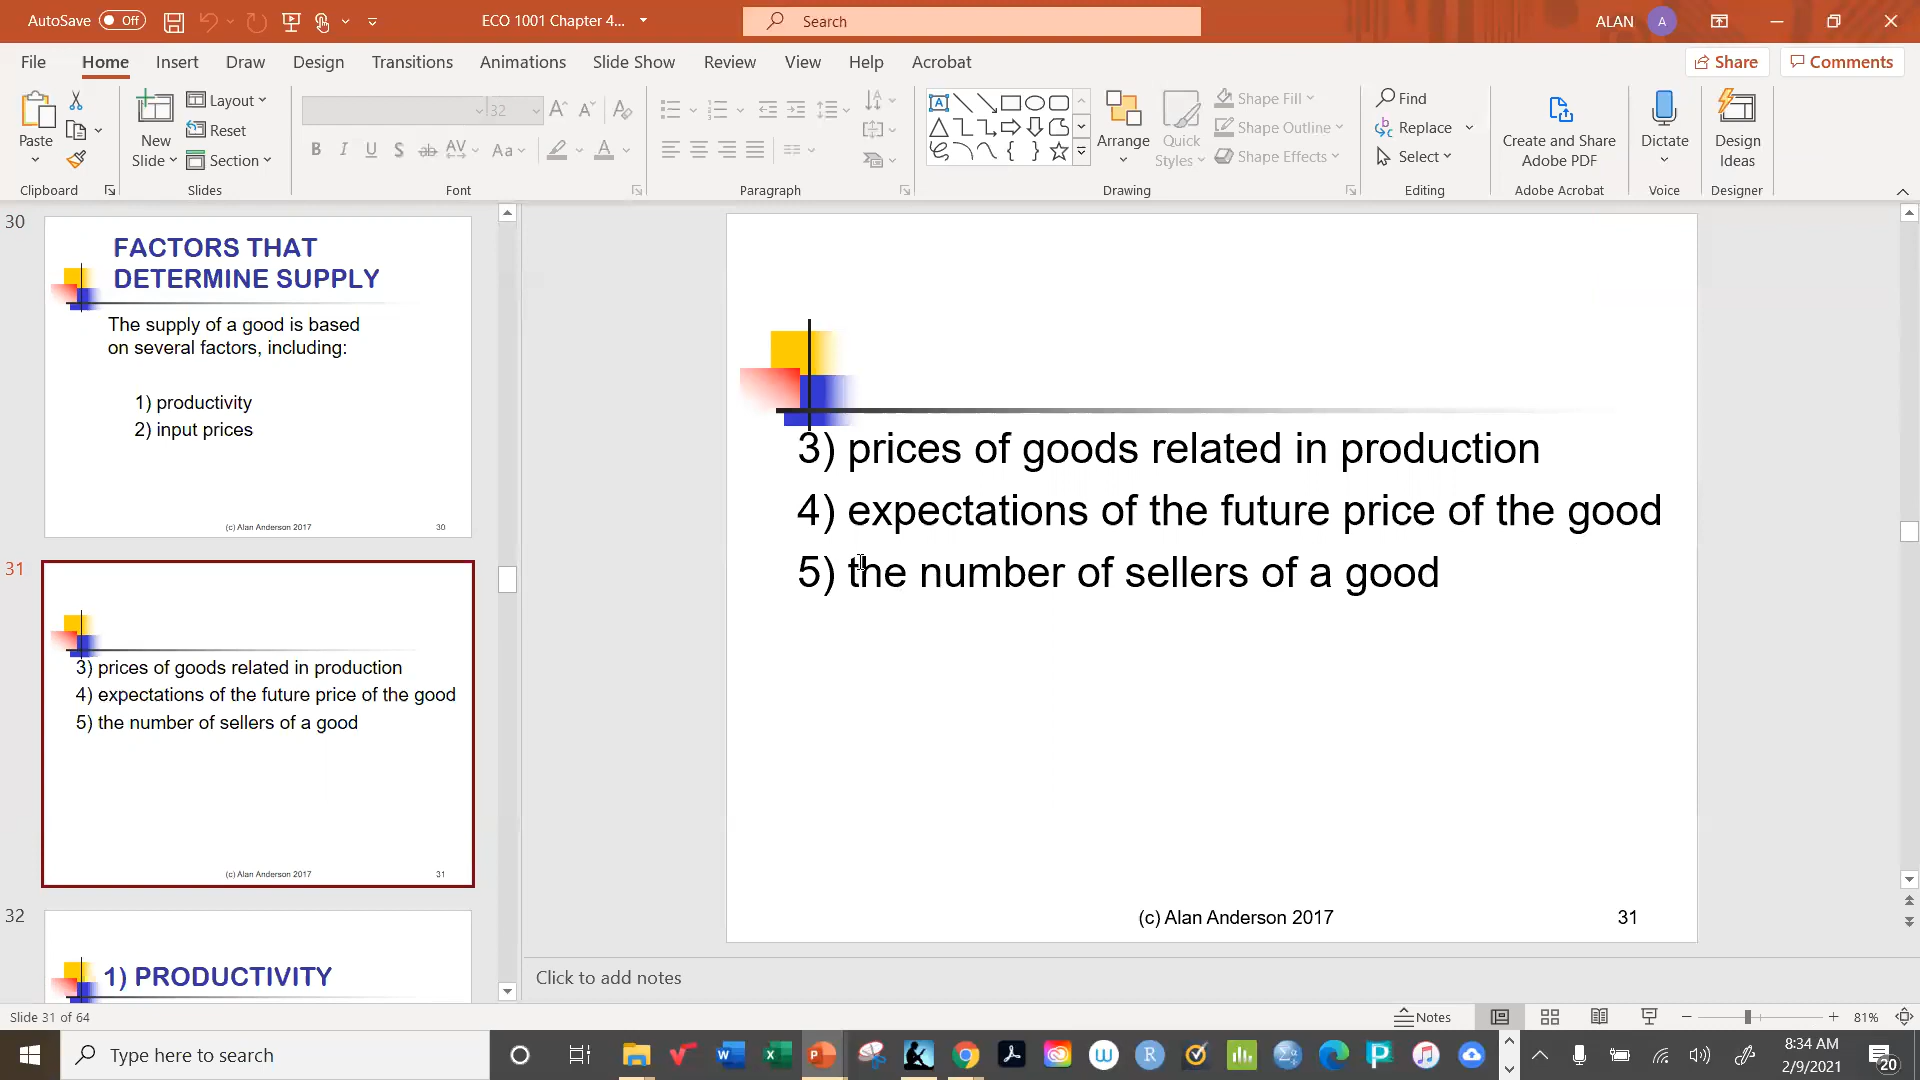 AutoSave Off
ECO 1001 Chapter 4...
Search
ALAN A
File Home Insert Draw Design Transitions Animations Slide Show Review View Help Acrobat
Share Comments
Paste
Clipboard
New
Slide
Layout
Reset
Section
Slides
32
B I U S ab AV Aa A
Font
Paragraph
Arrange
Quick
Styles
Shape Fill
Shape Outline
Shape Effects
Drawing
Find
Replace
Select
Editing
Create and Share
Adobe PDF
Adobe Acrobat
Dictate
Voice
Design
Ideas
Designer
30
FACTORS THAT
DETERMINE SUPPLY
The supply of a good is based
on several factors, including:
1) productivity
2) input prices
(c) Alan Anderson 2017 30
31
3) prices of goods related in production
4) expectations of the future price of the good
5) the number of sellers of a good
(c) Alan Anderson 2017 31
32
1) PRODUCTIVITY
3) prices of goods related in production
4) expectations of the future price of the good
5) the number of sellers of a good
(c) Alan Anderson 2017 31
Click to add notes
Slide 31 of 64
Notes
81%
Type here to search
8:34 AM
2/9/2021
20